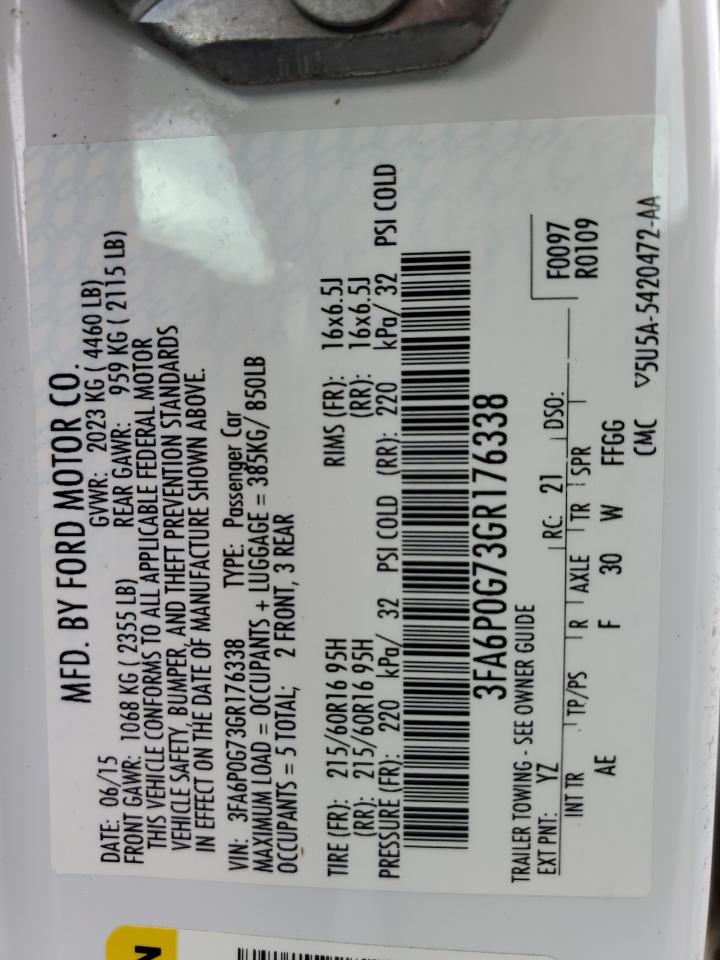 MFD. BY FORD MOTOR CO.
DATE: 06/15 GVWR: 2023 KG ( 4460 LB)
FRONT GAWR: 1068 KG ( 2355 LB) REAR GAWR: 959 KG ( 2115 LB)
THIS VEHICLE CONFORMS TO ALL APPLICABLE FEDERAL MOTOR
VEHICLE SAFETY, BUMPER, AND THEFT PREVENTION STANDARDS
IN EFFECT ON THE DATE OF MANUFACTURE SHOWN ABOVE.
VIN: 3FA6P0G73GR176338 TYPE: Passenger Car
MAXIMUM LOAD = OCCUPANTS + LUGGAGE = 385KG/ 850LB
OCCUPANTS = 5 TOTAL; 2 FRONT, 3 REAR
TIRE (FR): 215/60R16 95H RIMS (FR): 16x6.5J
(RR): 215/60R16 95H (RR): 16x6.5J
PRESSURE (FR): 220 kPa/ 32 PSI COLD (RR): 220 kPa/ 32 PSI COLD
3FA6P0G73GR176338
TRAILER TOWING - SEE OWNER GUIDE
F0097
EXT PNT: YZ RC: 21 DSO: R0109
INT TR TP/PS R AXLE TR SPR
AE F 30 W FFGG
CMC V5U5A-5420472-AA
N